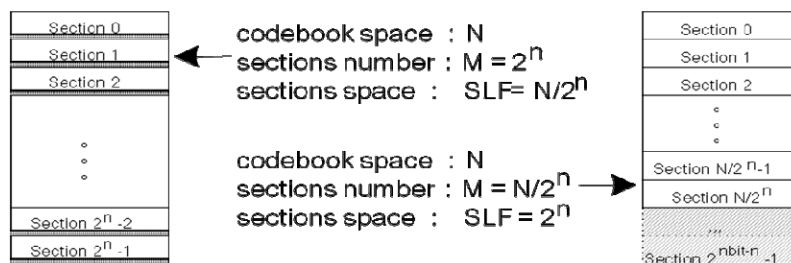 Section 0
Section 1
Section 2
Section 2^n -2
Section 2^n -1
codebook space : N
sections number : M = 2^n
sections space : SLF= N/2^n
codebook space : N
sections number : M = N/2^n
sections space : SLF = 2^n
Section 0
Section 1
Section 2
Section N/2^n-1
Section N/2^n
...
Section 2^nbit-n -1